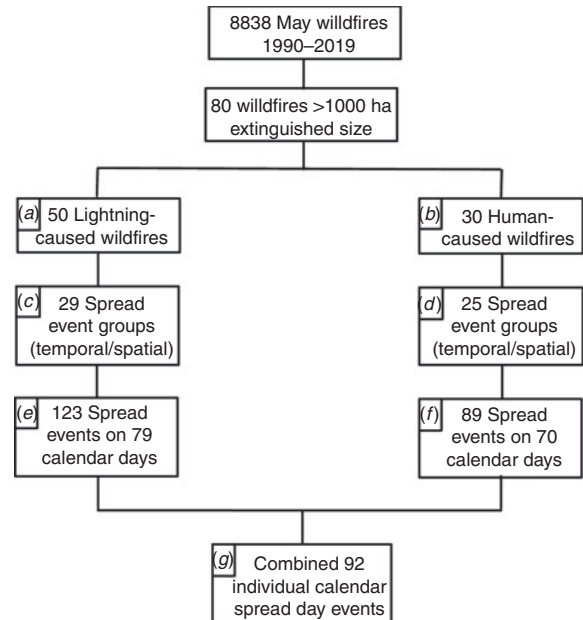 8838 May willdfires
1990–2019
80 willdfires >1000 ha
extinguished size
(a) 50 Lightning-
caused wildfires
(b) 30 Human-
caused wildfires
(c) 29 Spread
event groups
(temporal/spatial)
(d) 25 Spread
event groups
(temporal/spatial)
(e) 123 Spread
events on 79
calendar days
(f) 89 Spread
events on 70
calendar days
(g) Combined 92
individual calendar
spread day events